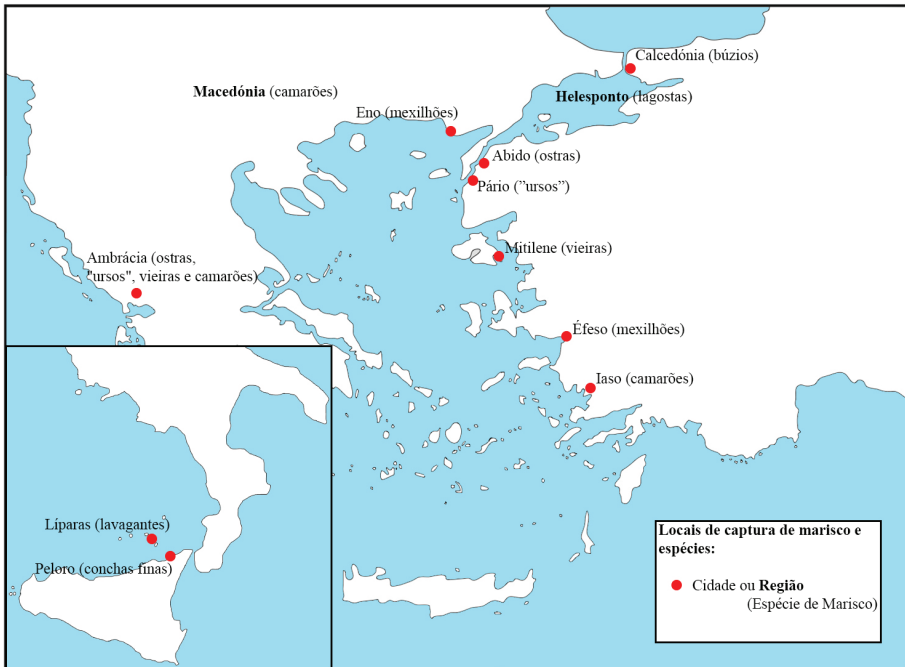 Calcedónia (búzios)
Macedónia (camarões)
Helesponto (lagostas)
Eno (mexilhões)
Abido (ostras)
Pário (”ursos”)
Mitilene (vieiras)
Ambrácia (ostras,
"ursos", vieiras e camarões)
Éfeso (mexilhões)
Iaso (camarões)
Líparas (lavagantes)
Peloro (conchas finas)
Locais de captura de marisco e
espécies:
Cidade ou Região
(Espécie de Marisco)